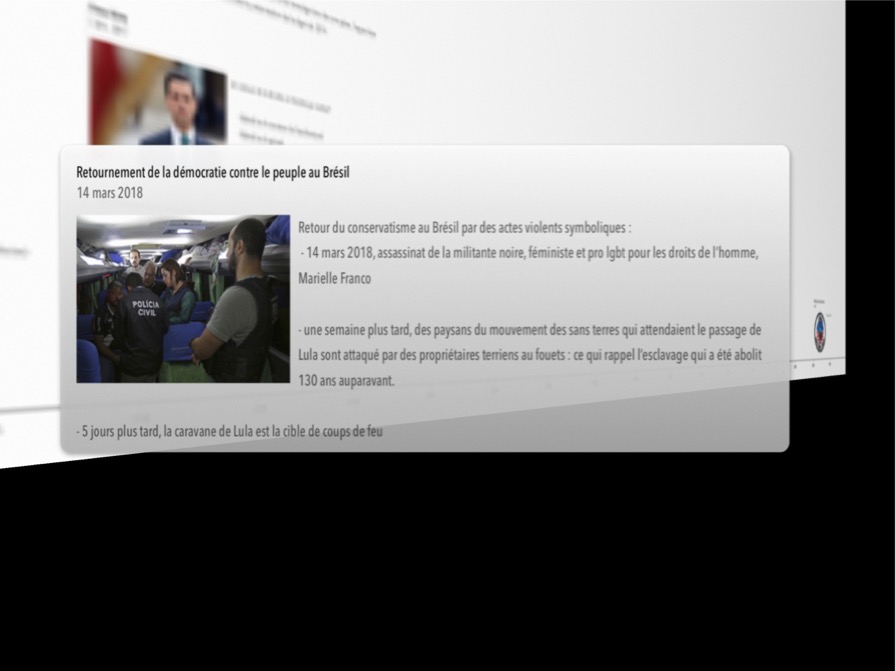 Retournement de la démocratie contre le peuple au Brésil
14 mars 2018
Retour du conservatisme au Brésil par des actes violents symboliques :
- 14 mars 2018, assassinat de la militante noire, féministe et pro lgbt pour les droits de l'homme,
Marielle Franco
POLÍCIA
CIVIL
- une semaine plus tard, des paysans du mouvement des sans terres qui attendaient le passage de
Lula sont attaqué par des propriétaires terriens au fouets : ce qui rappel l'esclavage qui a été abolit
130 ans auparavant.
- 5 jours plus tard, la caravane de Lula est la cible de coups de feu